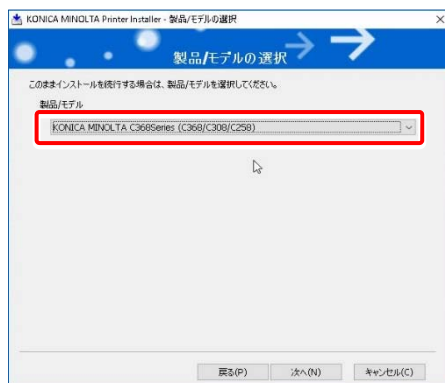 KONICA MINOLTA Printer Installer - 製品/モデルの選択
製品/モデルの選択
このままインストールを続行する場合は、製品/モデルを選択してください。
製品/モデル
KONICA MINOLTA C368Series (C368/C308/C258)
戻る(P) 次へ(N) キャンセル(C)